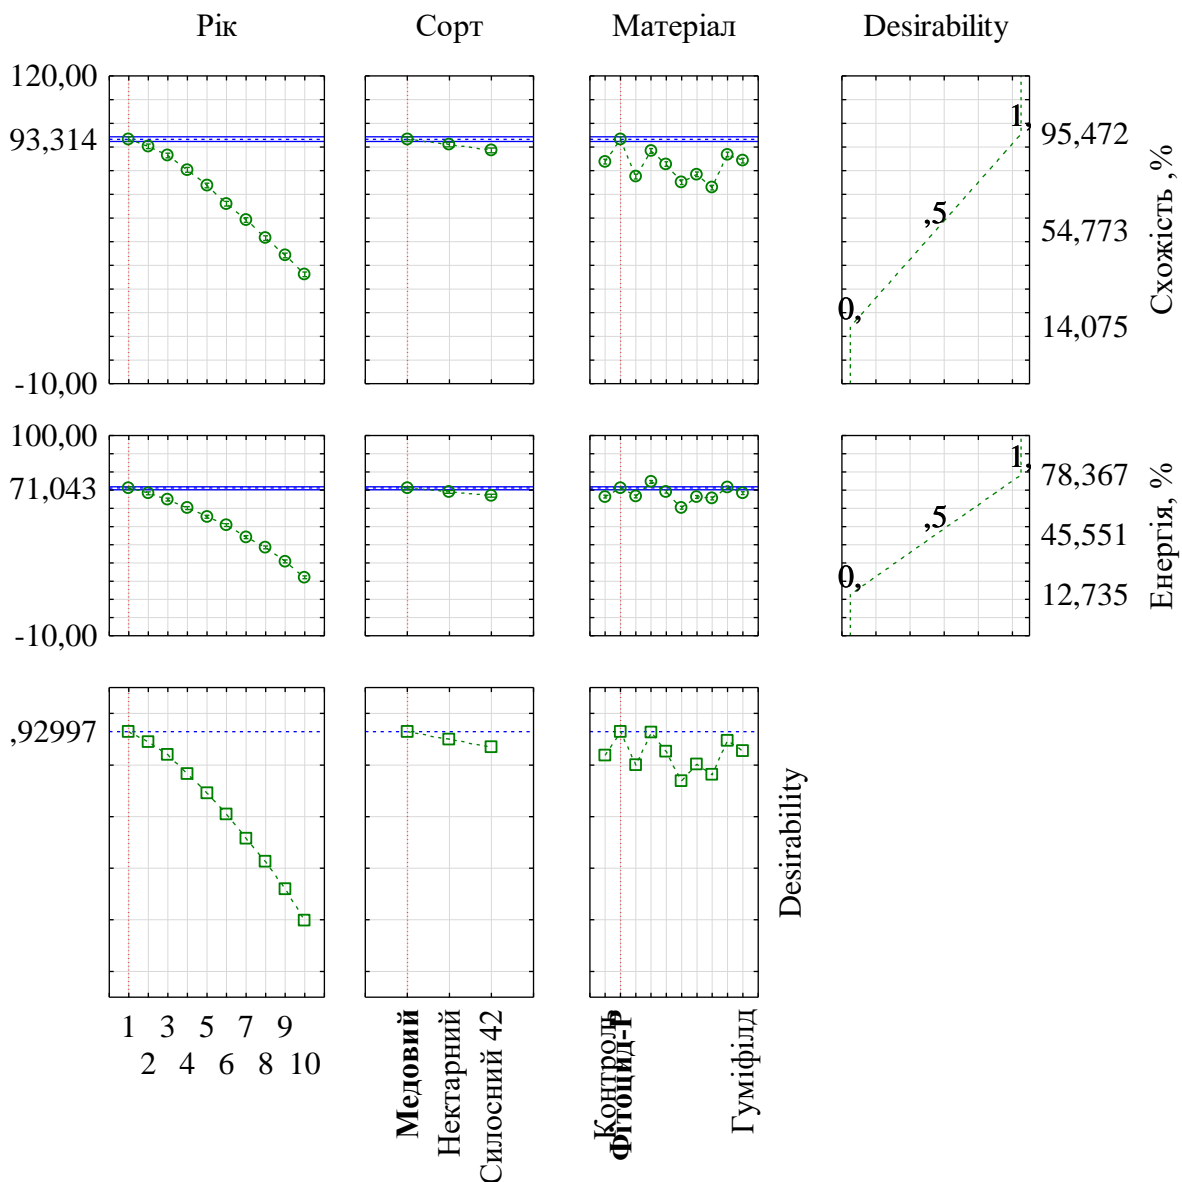 Рік
Сорт
Матеріал
Desirability
120,00
93,314
-10,00
1,
,5
0,
95,472
54,773
14,075
Схожість ,%
100,00
71,043
-10,00
1,
,5
0,
78,367
45,551
12,735
Енергія, %
,92997
Desirability
1 3 5 7 9
2 4 6 8 10
Медовий
Нектарний
Силосний 42
Контроль
Фітоцид-Р
Гуміфілд